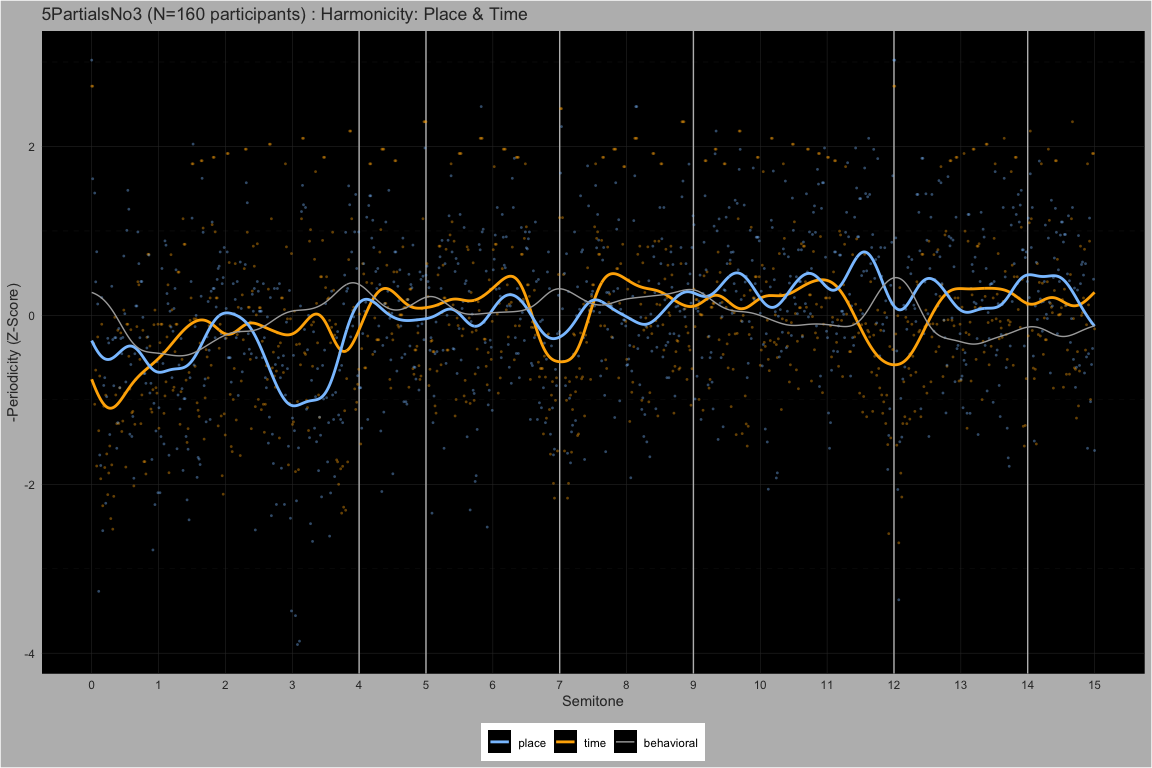 5PartialsNo3 (N=160 participants) : Harmonicity: Place & Time
-Periodicity (Z-Score)
2
0
-2
-4
0 1 2 3 4 5 6 7 8 9 10 11 12 13 14 15
Semitone
place time behavioral